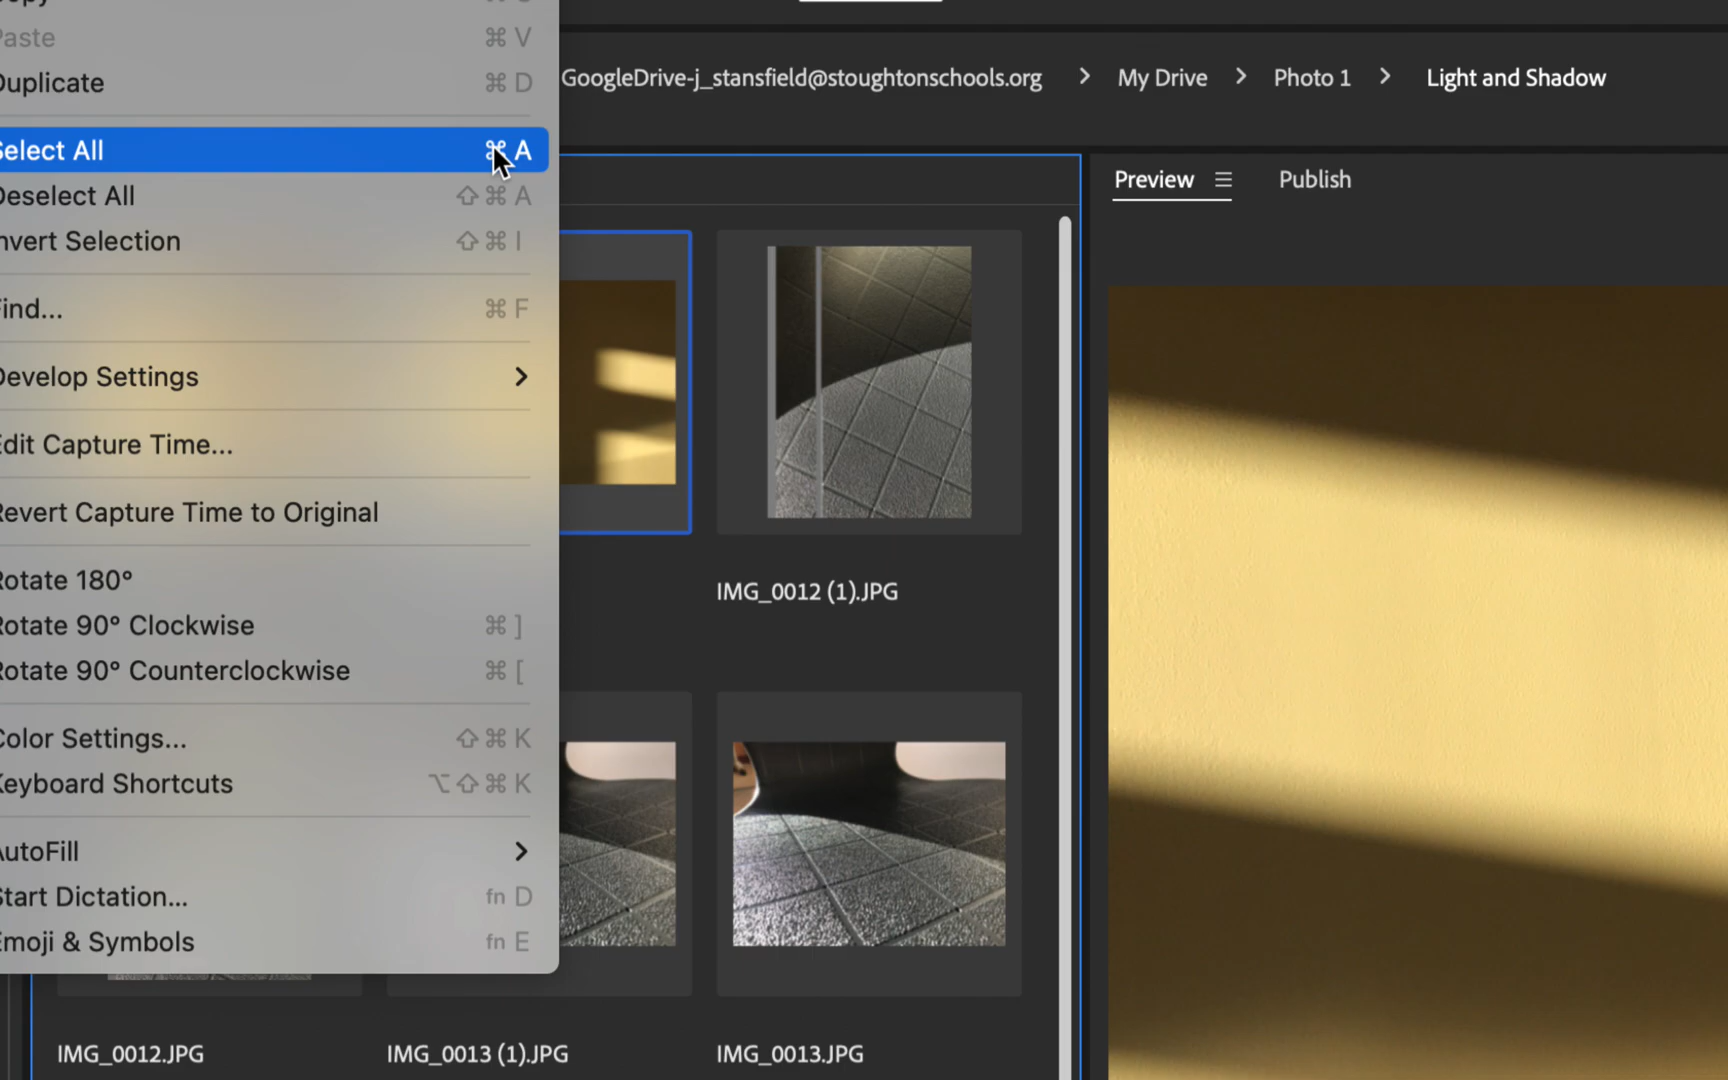 ⌘ C
Paste ⌘ V
Duplicate ⌘ D
GoogleDrive-j_stansfield@stoughtonschools.org > My Drive > Photo 1 > Light and Shadow
Select All ⌘ A
Deselect All ⇧ ⌘ A
Invert Selection ⇧ ⌘ I
Find... ⌘ F
Develop Settings >
Edit Capture Time...
Revert Capture Time to Original
Rotate 180°
Rotate 90° Clockwise ⌘ ]
Rotate 90° Counterclockwise ⌘ [
Color Settings... ⇧ ⌘ K
Keyboard Shortcuts ⌥ ⇧ ⌘ K
AutoFill >
Start Dictation... fn D
Emoji & Symbols fn E
Preview Publish
IMG_0012 (1).JPG
IMG_0012.JPG
IMG_0013 (1).JPG
IMG_0013.JPG